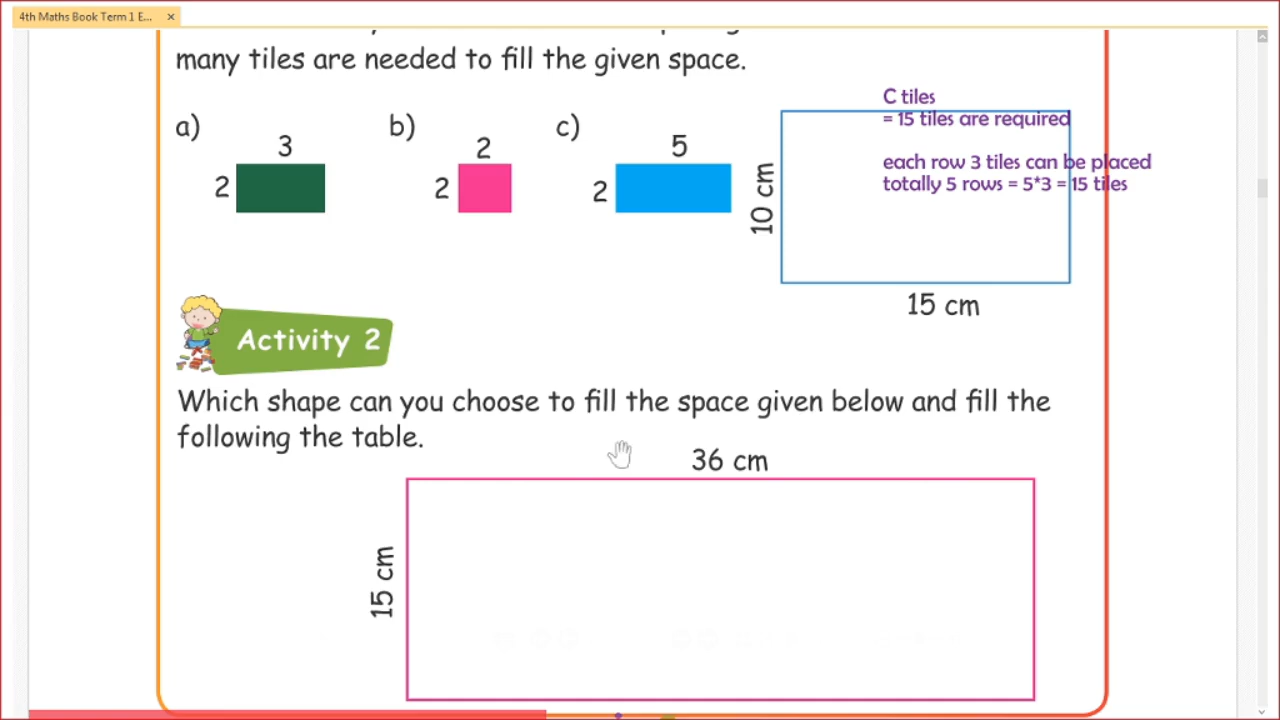 4th Maths Book Term 1 E...
many tiles are needed to fill the given space.
a)
3
2
b)
2
2
c)
5
2
10 cm
15 cm
C tiles
= 15 tiles are required
each row 3 tiles can be placed
totally 5 rows = 5*3 = 15 tiles
Activity 2
Which shape can you choose to fill the space given below and fill the
following the table.
36 cm
15 cm